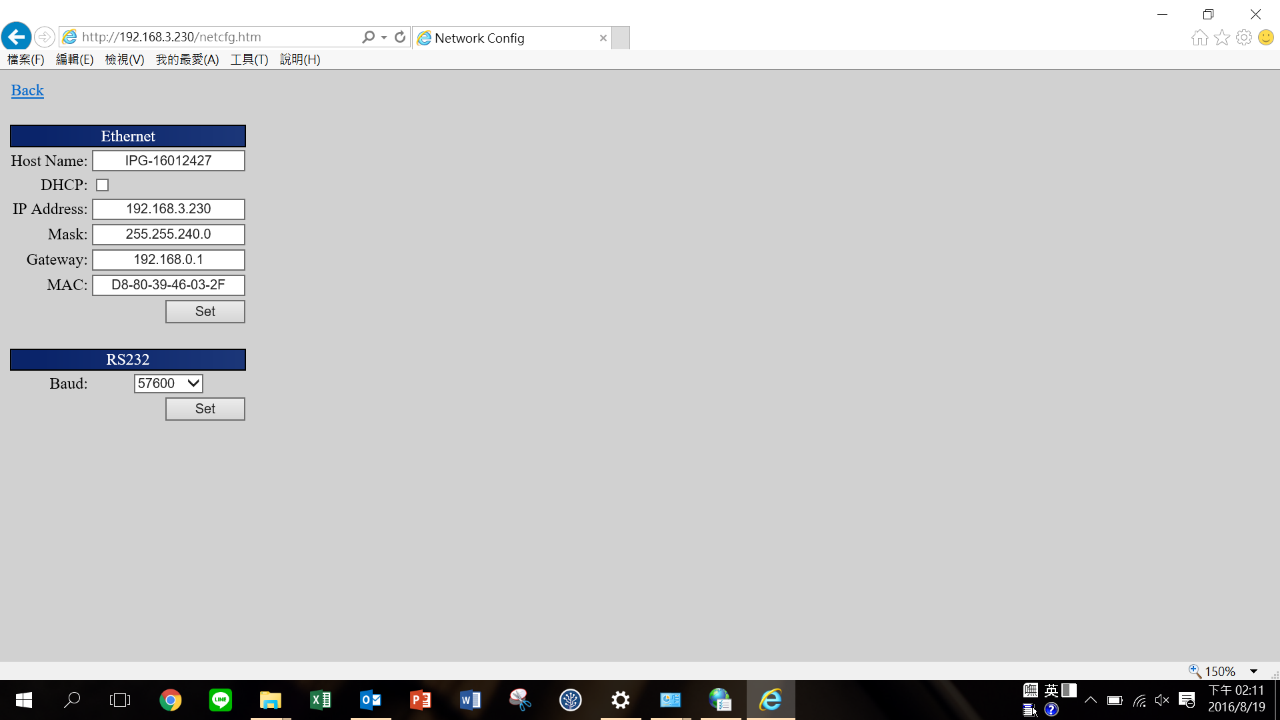 http://192.168.3.230/netcfg.htm
Network Config
檔案(F) 編輯(E) 檢視(V) 我的最愛(A) 工具(T) 說明(H)
Back
Ethernet
Host Name: IPG-16012427
DHCP:
IP Address: 192.168.3.230
Mask: 255.255.240.0
Gateway: 192.168.0.1
MAC: D8-80-39-46-03-2F
Set
RS232
Baud: 57600
Set
150%
英
下午 02:11
2016/8/19